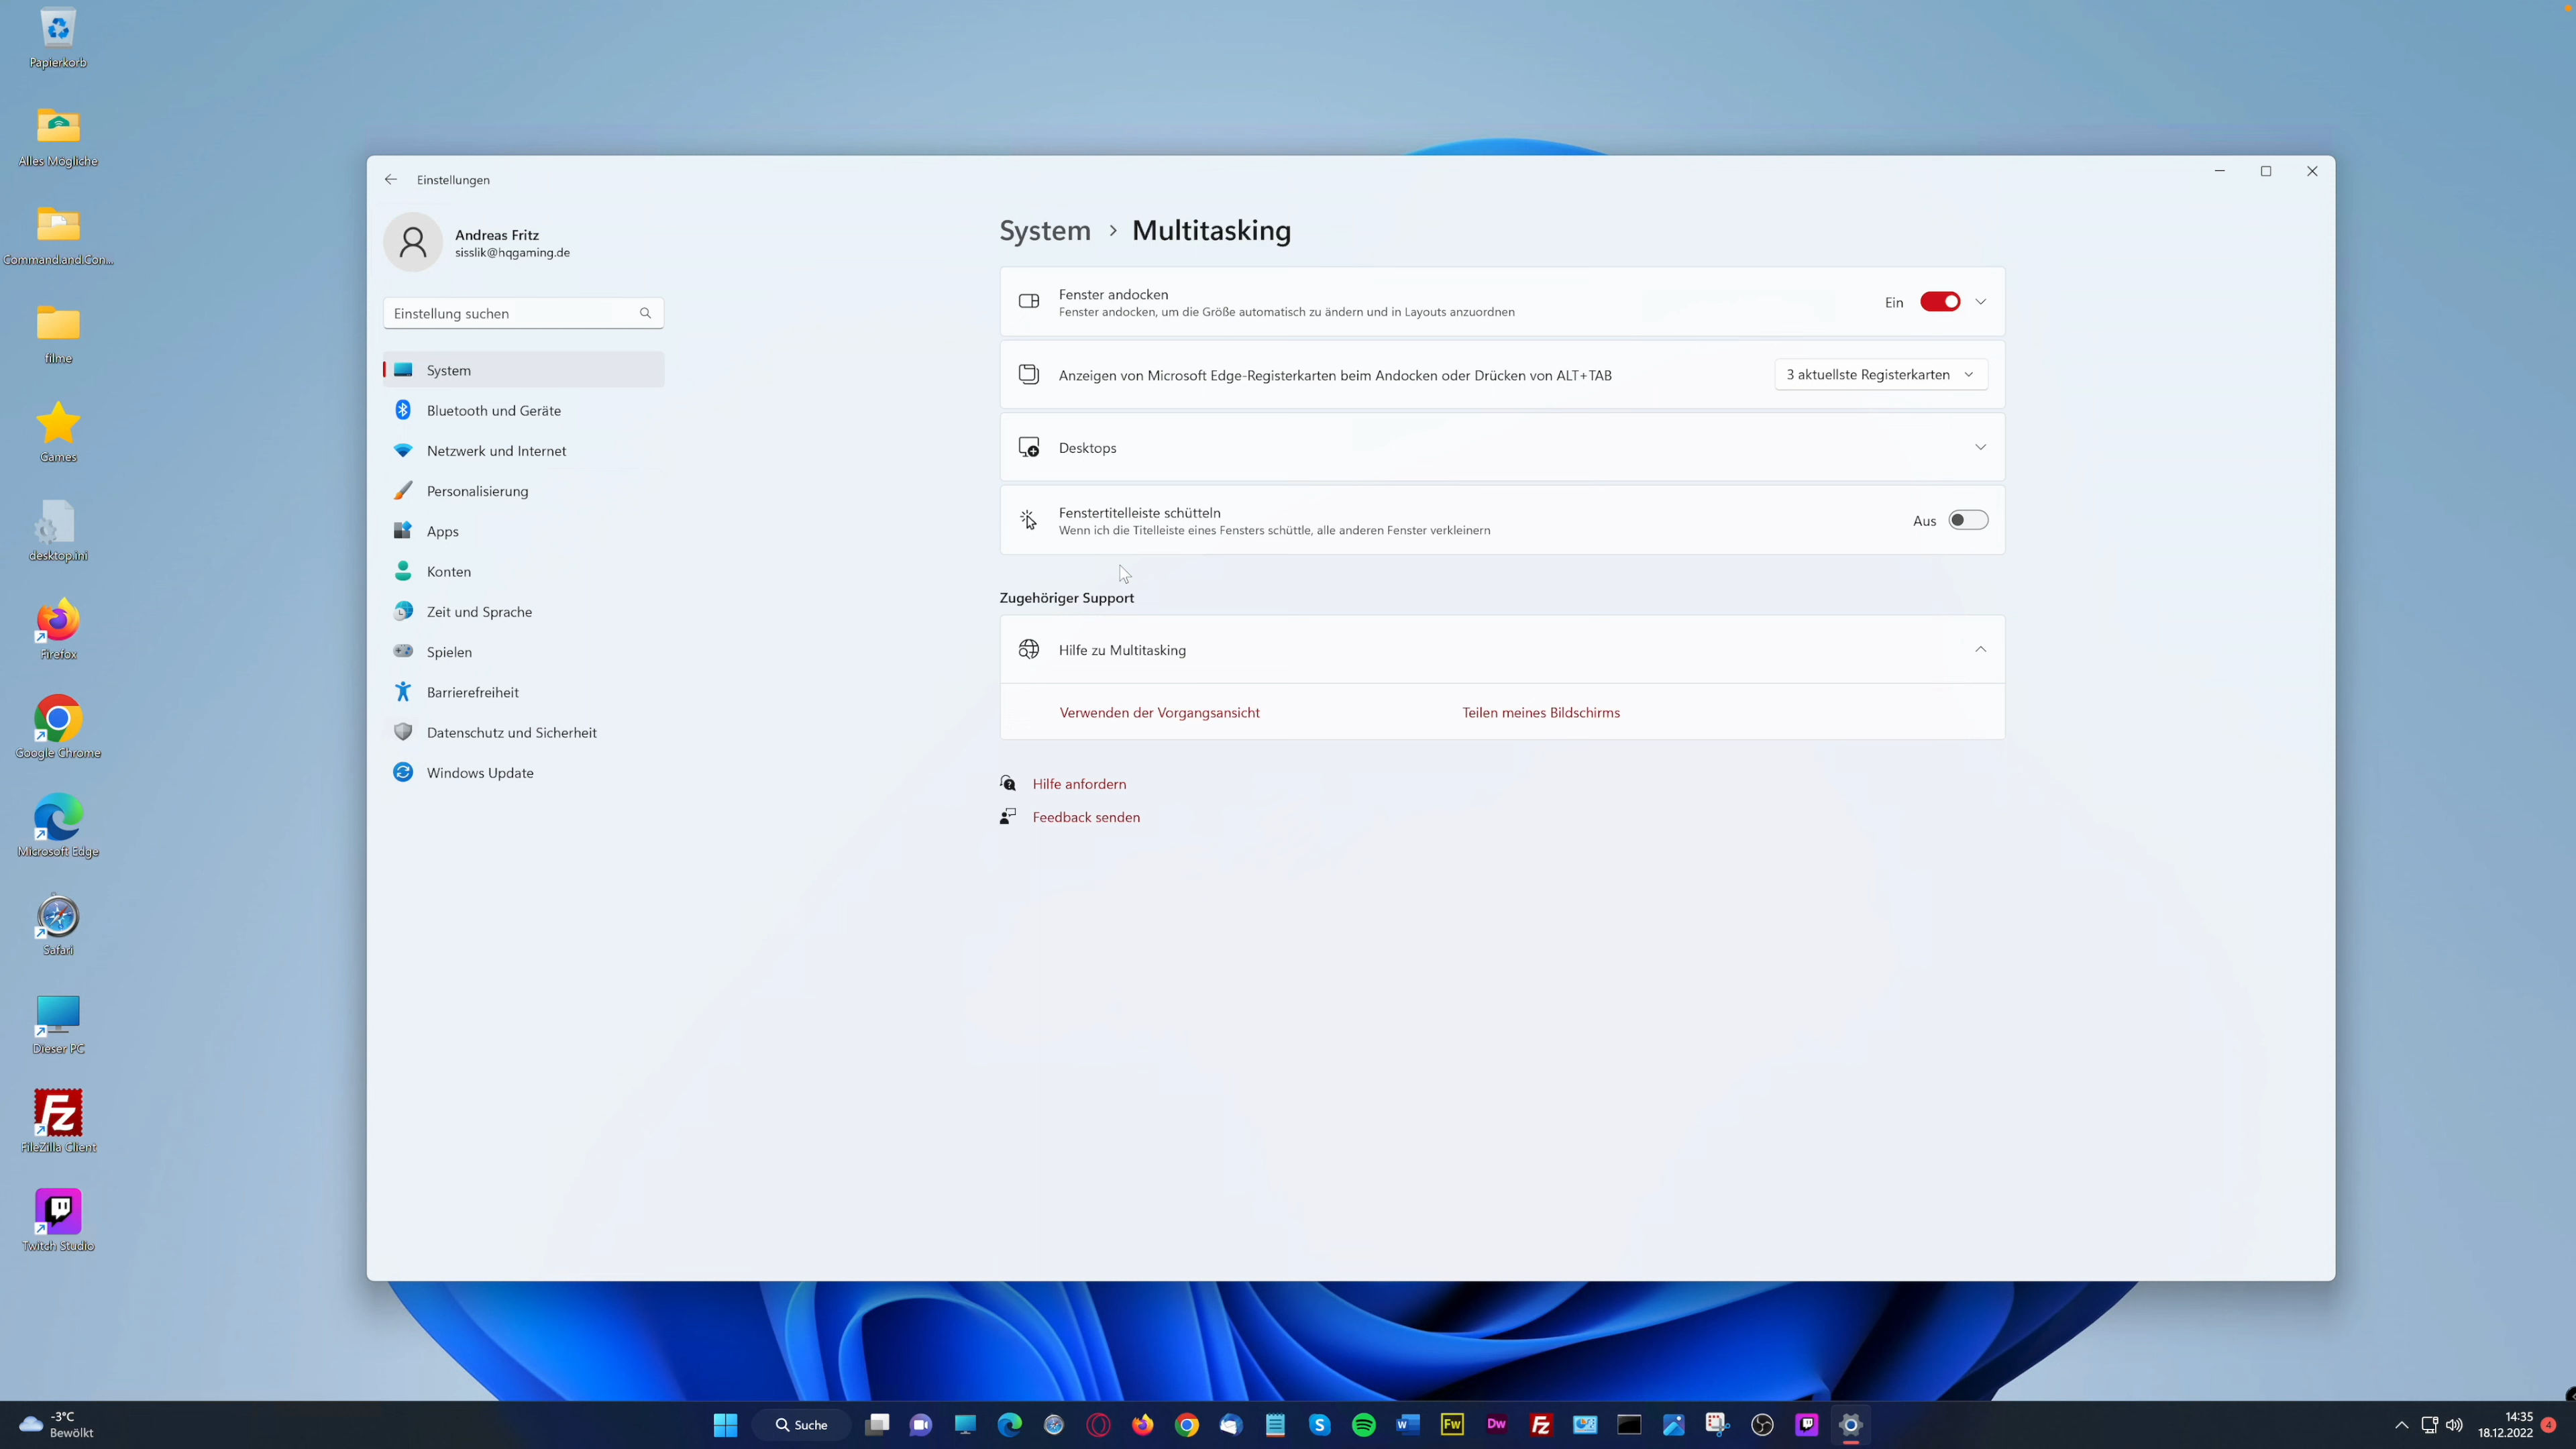 Papierkorb
Alles Mögliche
Command.and.Con...
filme
Games
desktop.ini
Firefox
Google Chrome
Microsoft Edge
Safari
Dieser PC
FileZilla Client
Twitch Studio
Einstellungen
Andreas Fritz
sisslik@hqgaming.de
Einstellung suchen
System
Bluetooth und Geräte
Netzwerk und Internet
Personalisierung
Apps
Konten
Zeit und Sprache
Spielen
Barrierefreiheit
Datenschutz und Sicherheit
Windows Update
System > Multitasking
Fenster andocken
Fenster andocken, um die Größe automatisch zu ändern und in Layouts anzuordnen
Ein
Anzeigen von Microsoft Edge-Registerkarten beim Andocken oder Drücken von ALT+TAB
3 aktuellste Registerkarten
Desktops
Fenstertitelleiste schütteln
Wenn ich die Titelleiste eines Fensters schüttle, alle anderen Fenster verkleinern
Aus
Zugehöriger Support
Hilfe zu Multitasking
Verwenden der Vorgangsansicht
Teilen meines Bildschirms
Hilfe anfordern
Feedback senden
-3°C
Bewölkt
Suche
Fw
Dw
14:35
18.12.2022
4